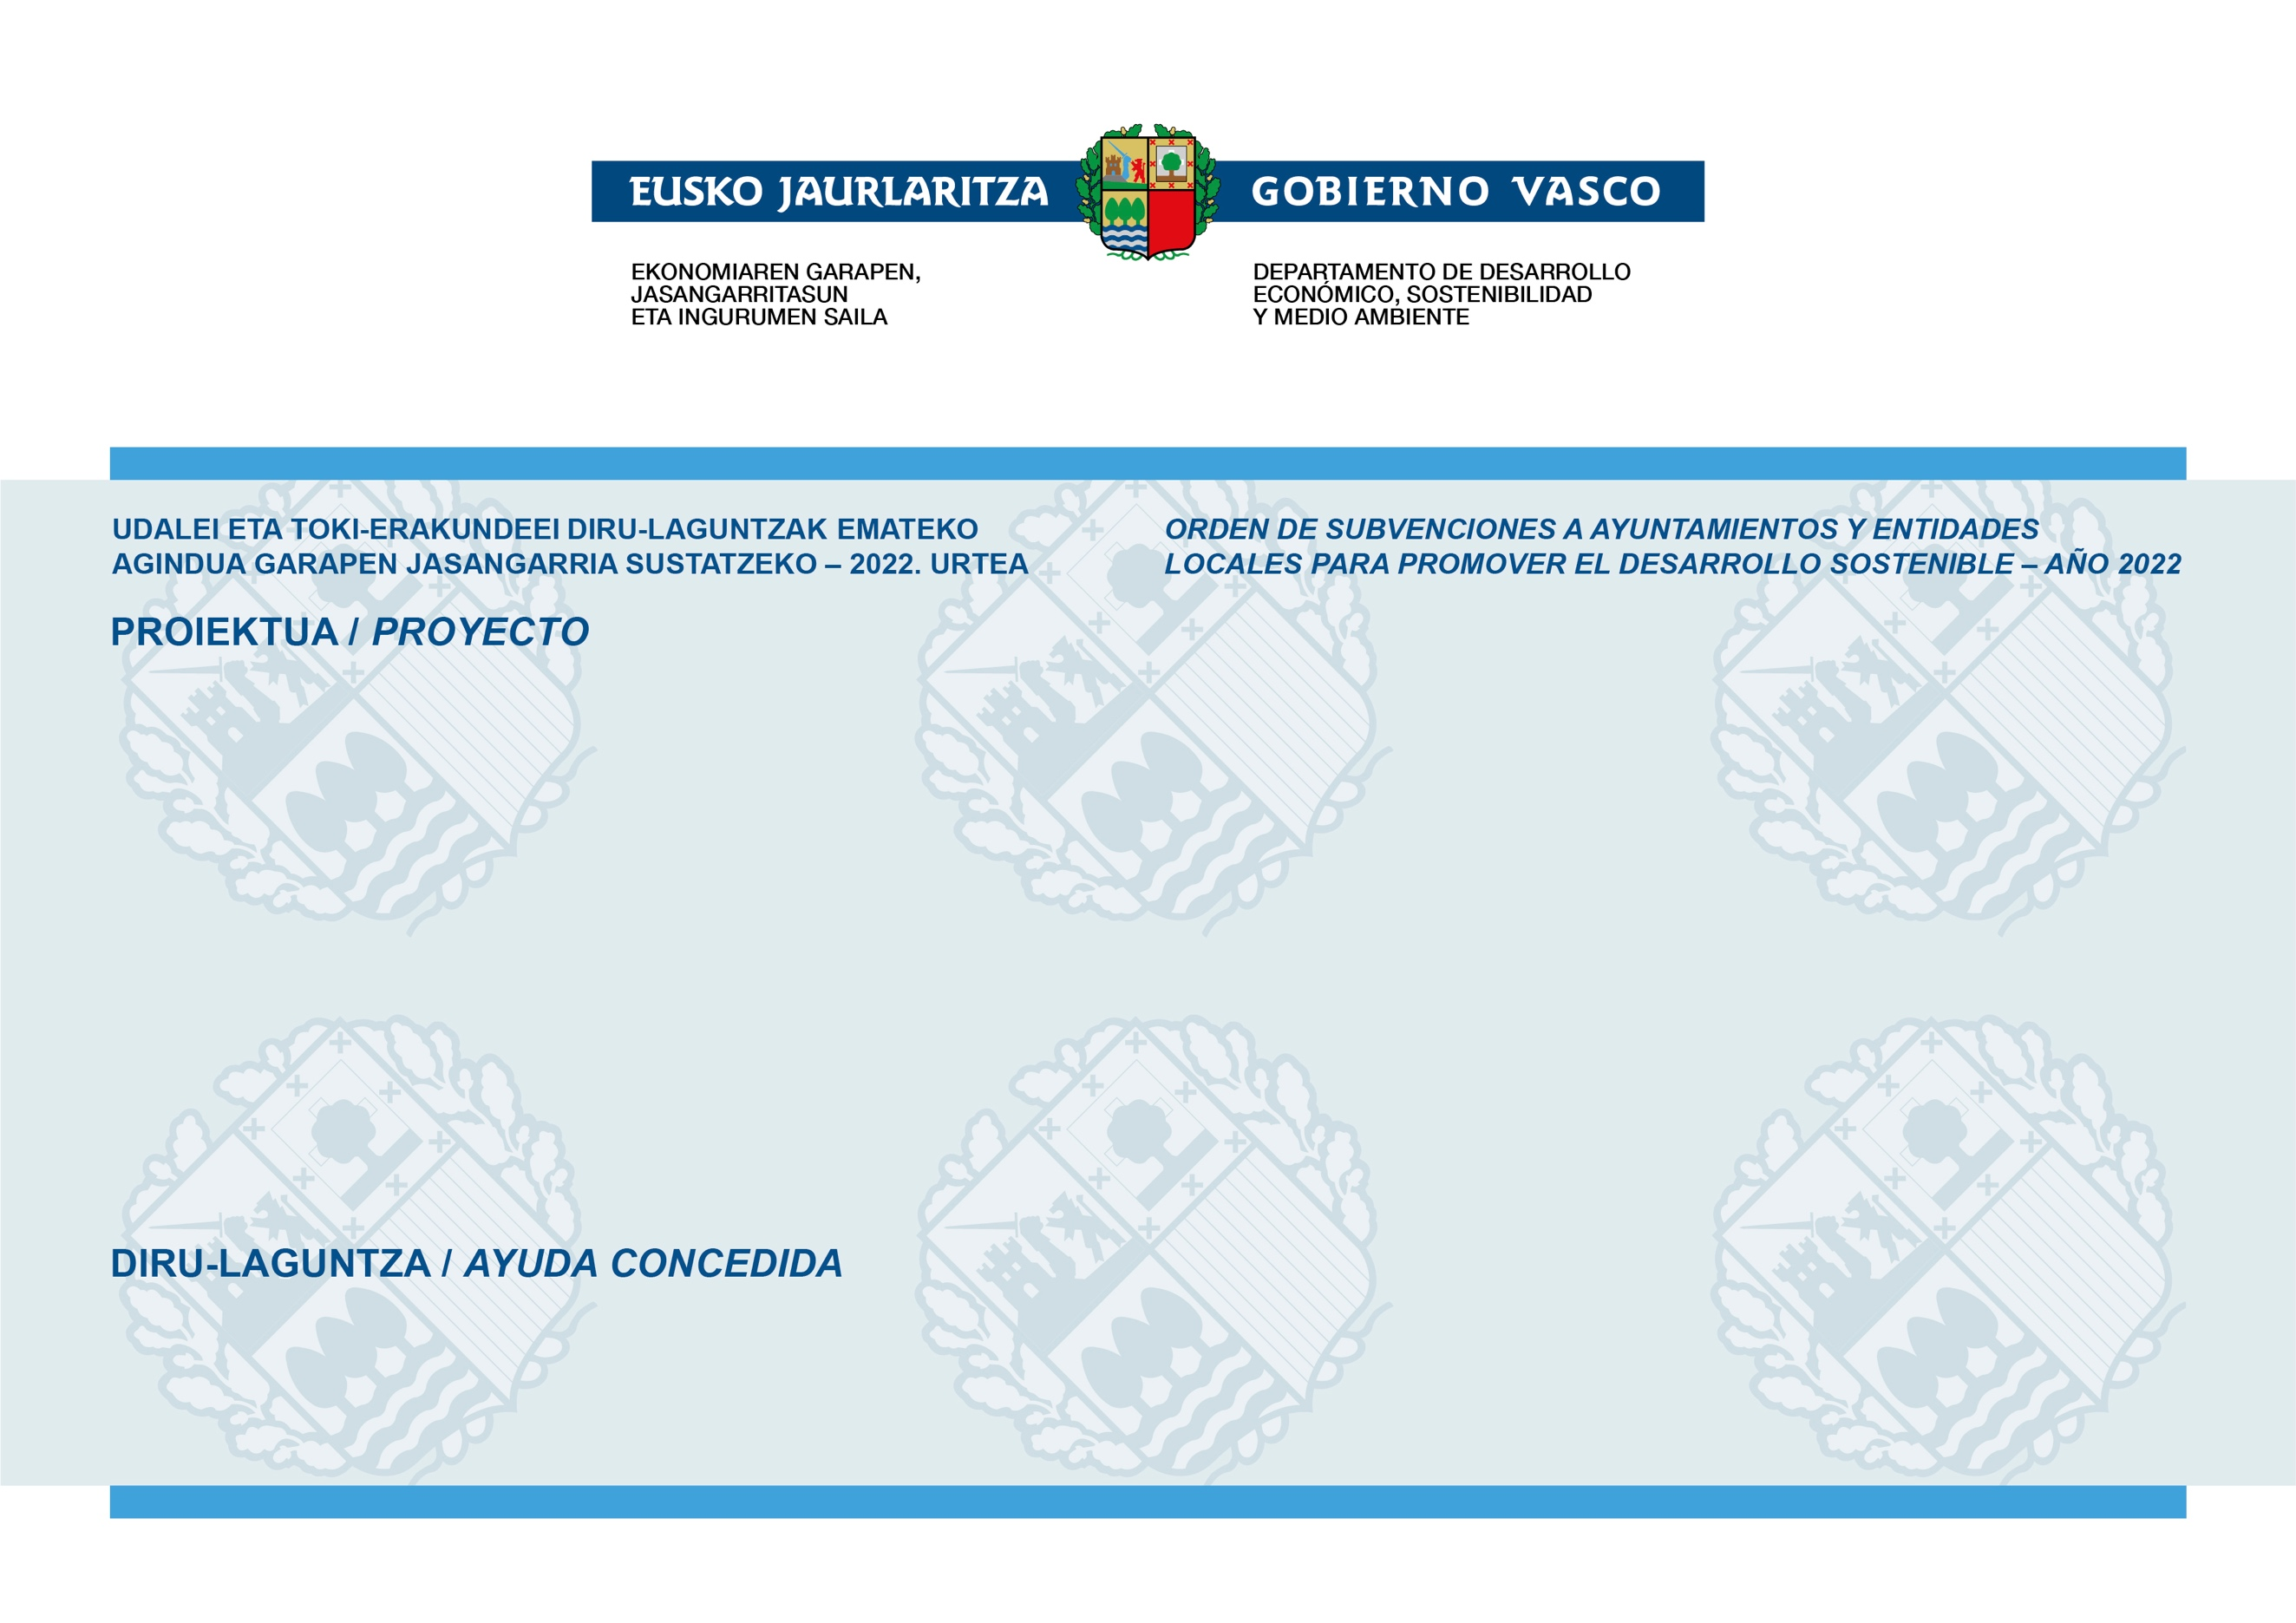 EUSKO JAURLARITZA
GOBIERNO VASCO
EKONOMIAREN GARAPEN,
JASANGARRITASUN
ETA INGURUMEN SAILA
DEPARTAMENTO DE DESARROLLO
ECONÓMICO, SOSTENIBILIDAD
Y MEDIO AMBIENTE
UDALEI ETA TOKI-ERAKUNDEEI DIRU-LAGUNTZAK EMATEKO
AGINDUA GARAPEN JASANGARRIA SUSTATZEKO – 2022. URTEA
ORDEN DE SUBVENCIONES A AYUNTAMIENTOS Y ENTIDADES
LOCALES PARA PROMOVER EL DESARROLLO SOSTENIBLE – AÑO 2022
PROIEKTUA / PROYECTO
DIRU-LAGUNTZA / AYUDA CONCEDIDA